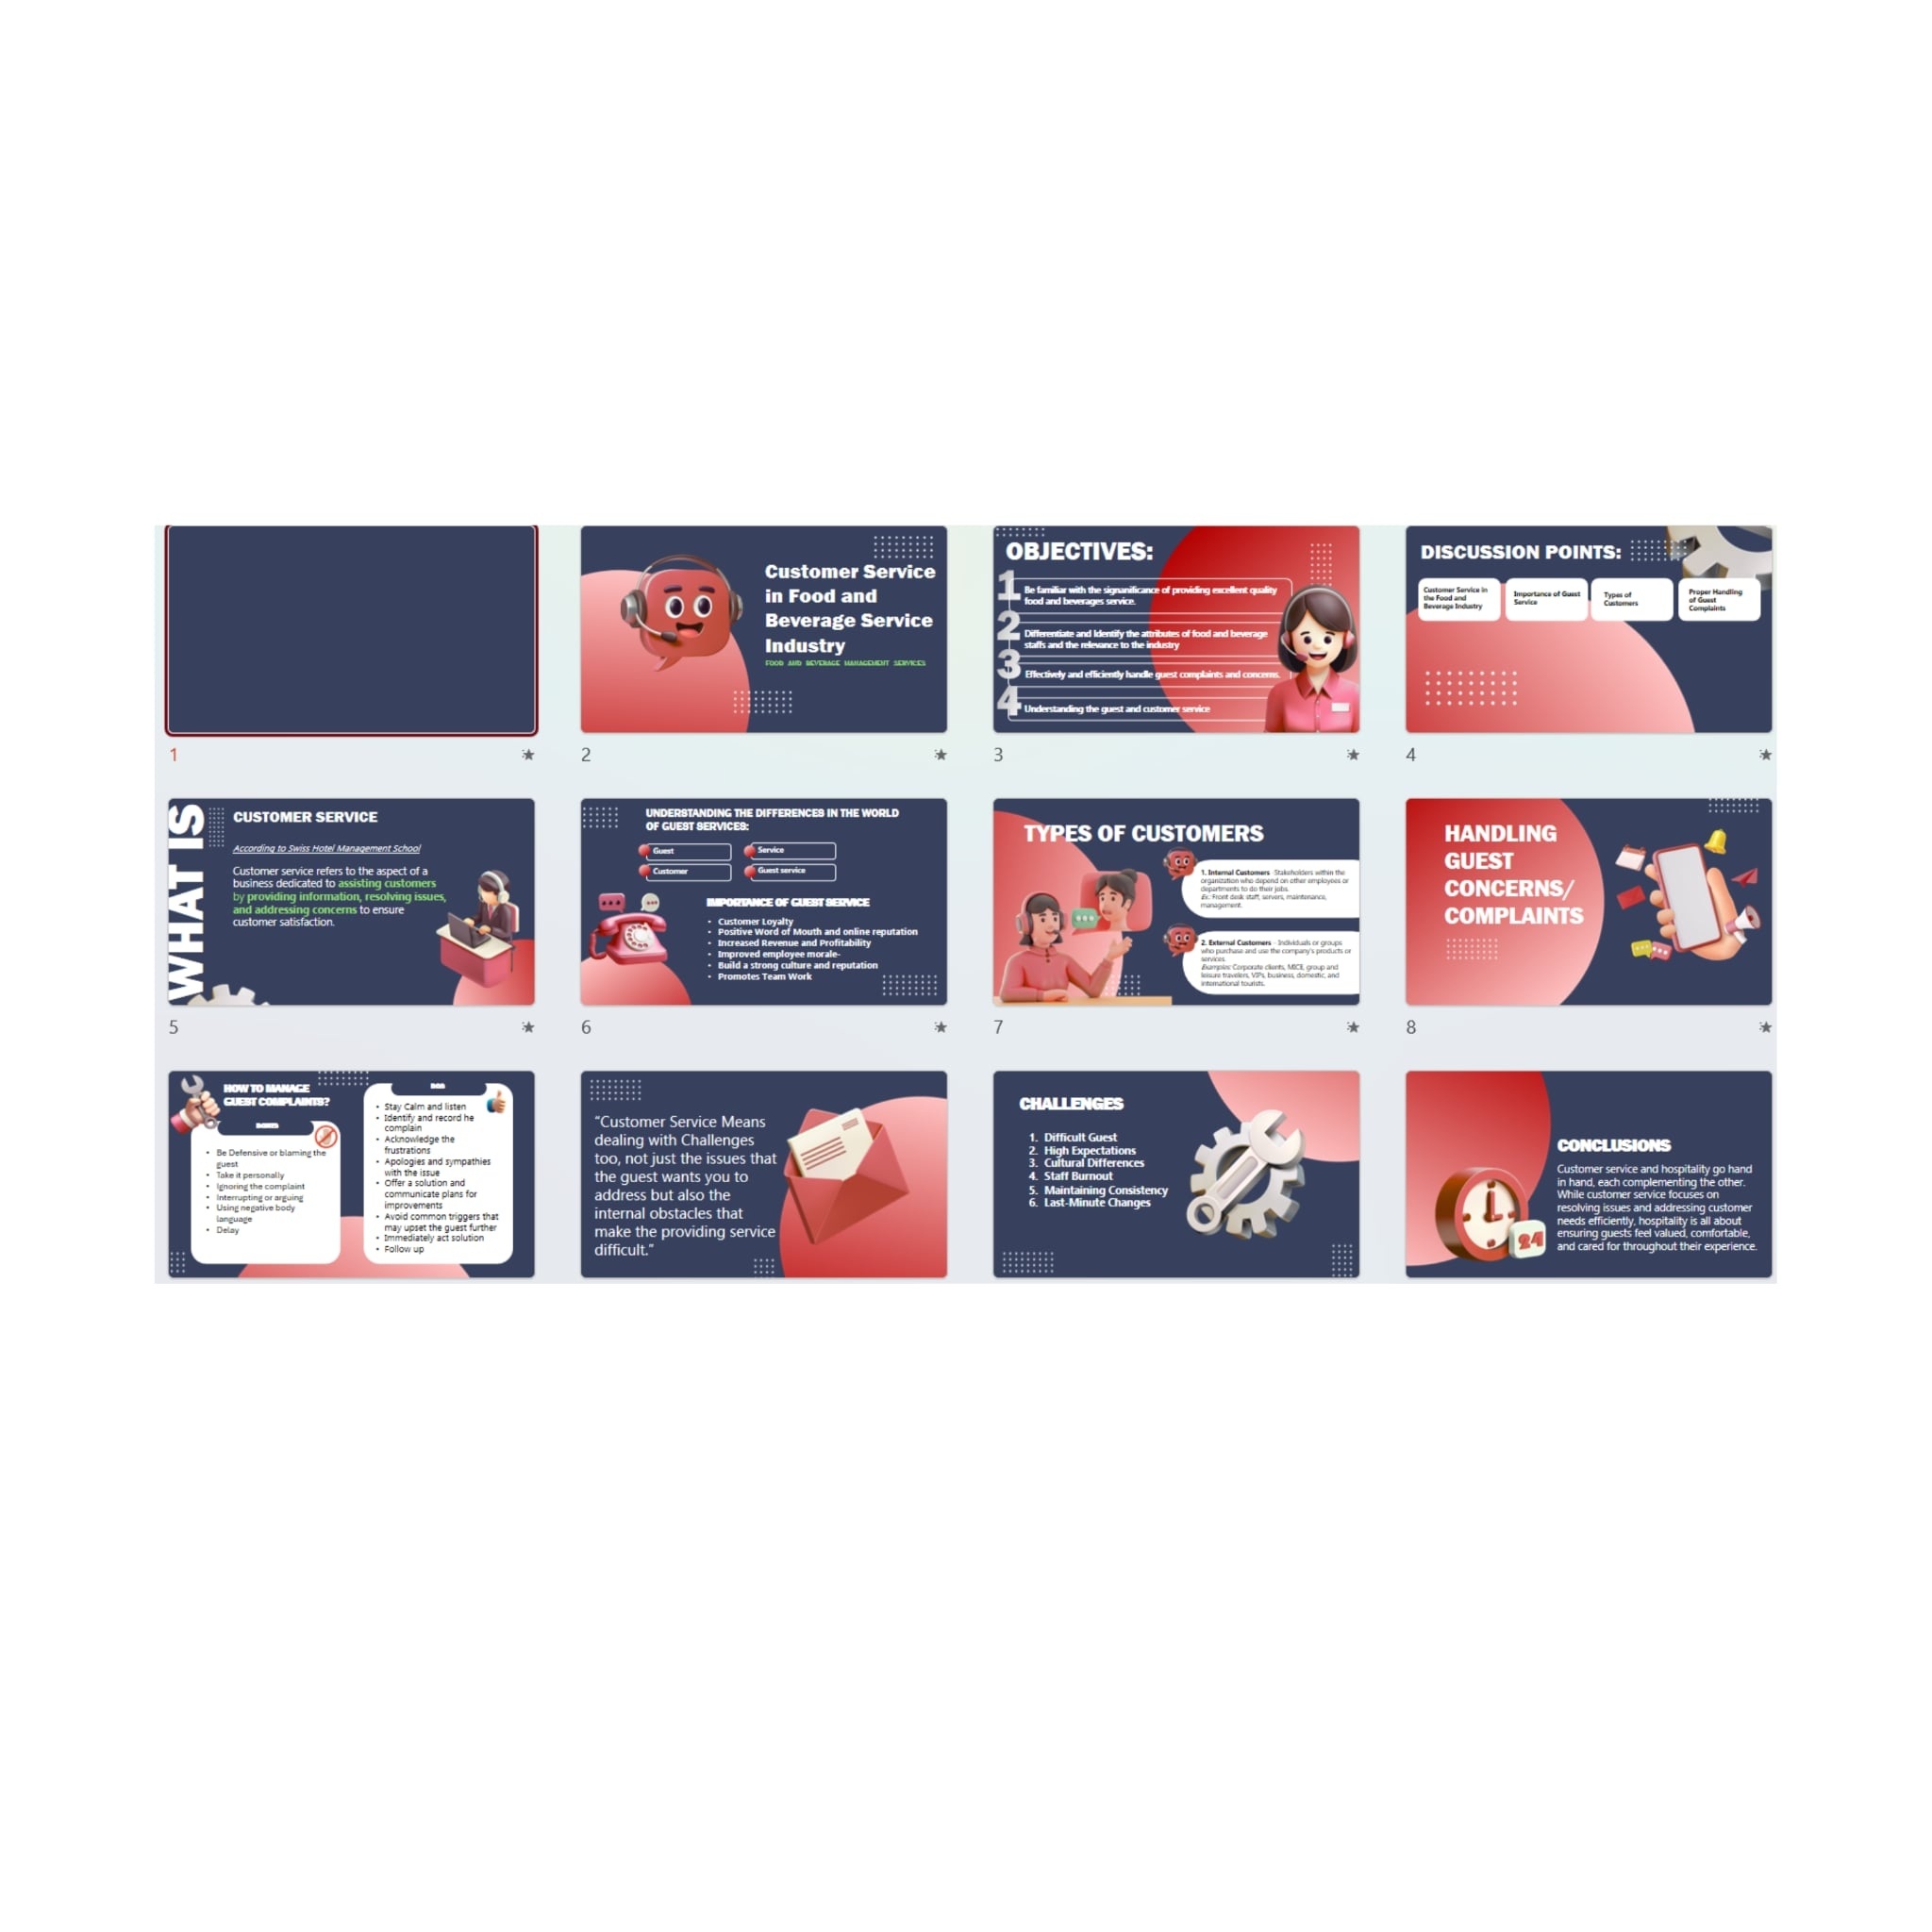 1
Customer Service
in Food and
Beverage Service
Industry
FOOD AND BEVERAGE MANAGEMENT SERVICES
2
OBJECTIVES:
1
Be familiar with the signanificance of providing excellent quality
food and beverages service.
2
Differentiate and Identify the attributes of food and beverage
staffs and the relevance to the industry
3
Effectively and efficiently handle guest complaints and concerns.
4
Understanding the guest and customer service
3
DISCUSSION POINTS:
Customer Service in
the Food and
Beverage Industry
Importance of Guest
Service
Types of
Customers
Proper Handling
of Guest
Complaints
4
WHAT IS
CUSTOMER SERVICE
According to Swiss Hotel Management School
Customer service refers to the aspect of a
business dedicated to assisting customers
by providing information, resolving issues,
and addressing concerns to ensure
customer satisfaction.
5
UNDERSTANDING THE DIFFERENCES IN THE WORLD
OF GUEST SERVICES:
Guest
Service
Customer
Guest service
IMPORTANCE OF GUEST SERVICE
• Customer Loyalty
• Positive Word of Mouth and online reputation
• Increased Revenue and Profitability
• Improved employee morale-
• Build a strong culture and reputation
• Promotes Team Work
6
TYPES OF CUSTOMERS
1. Internal Customers - Stakeholders within the
organization who depend on other employees or
departments to do their jobs.
Ex: Front desk staff, servers, maintenance,
management.
2. External Customers - Individuals or groups
who purchase and use the company's products or
services.
Examples: Corporate clients, MICE, group and
leisure travelers, VIPs, business, domestic, and
international tourists.
7
HANDLING
GUEST
CONCERNS/
COMPLAINTS
8
HOW TO MANAGE
GUEST COMPLAINTS?
DONTS
• Be Defensive or blaming the
guest
• Take it personally
• Ignoring the complaint
• Interrupting or arguing
• Using negative body
language
• Delay
DOS
• Stay Calm and listen
• Identify and record he
complain
• Acknowledge the
frustrations
• Apologies and sympathies
with the issue
• Offer a solution and
communicate plans for
improvements
• Avoid common triggers that
may upset the guest further
• Immediately act solution
• Follow up
“Customer Service Means
dealing with Challenges
too, not just the issues that
the guest wants you to
address but also the
internal obstacles that
make the providing service
difficult.”
CHALLENGES
1. Difficult Guest
2. High Expectations
3. Cultural Differences
4. Staff Burnout
5. Maintaining Consistency
6. Last-Minute Changes
24
CONCLUSIONS
Customer service and hospitality go hand
in hand, each complementing the other.
While customer service focuses on
resolving issues and addressing customer
needs efficiently, hospitality is all about
ensuring guests feel valued, comfortable,
and cared for throughout their experience.